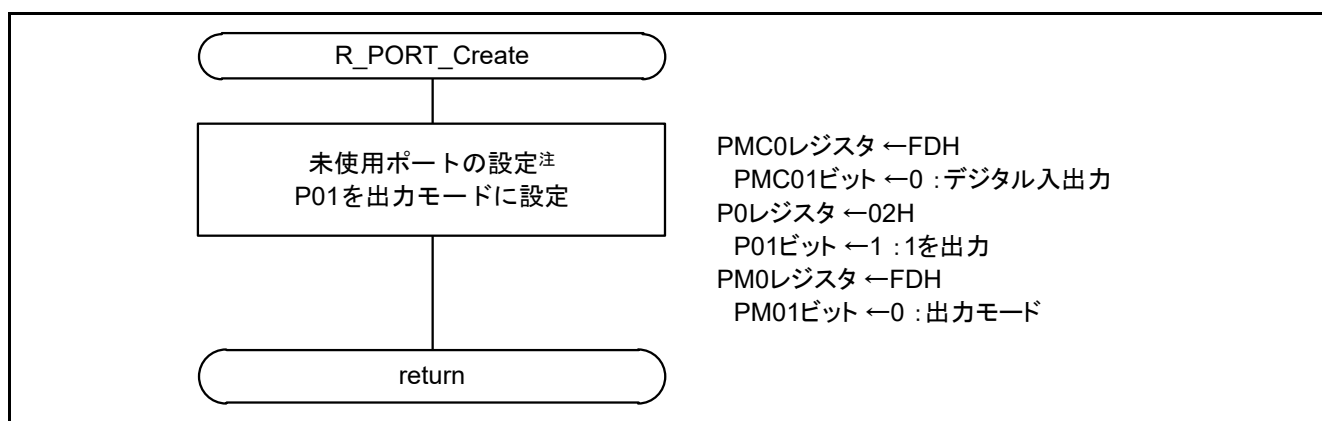 R_PORT_Create
未使用ポートの設定注
P01を出力モードに設定
PMC0レジスタ ←FDH
PMC01ビット ←0 :デジタル入出力
P0レジスタ ←02H
P01ビット ←1 :1を出力
PM0レジスタ ←FDH
PM01ビット ←0 :出力モード
return